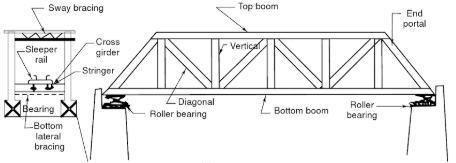 Sway bracing
Sleeper
rail
Cross
girder
Stringer
Bearing
Bottom
lateral
bracing
Top boom
End
portal
Vertical
Diagonal
Roller bearing
Bottom boom
Roller
bearing